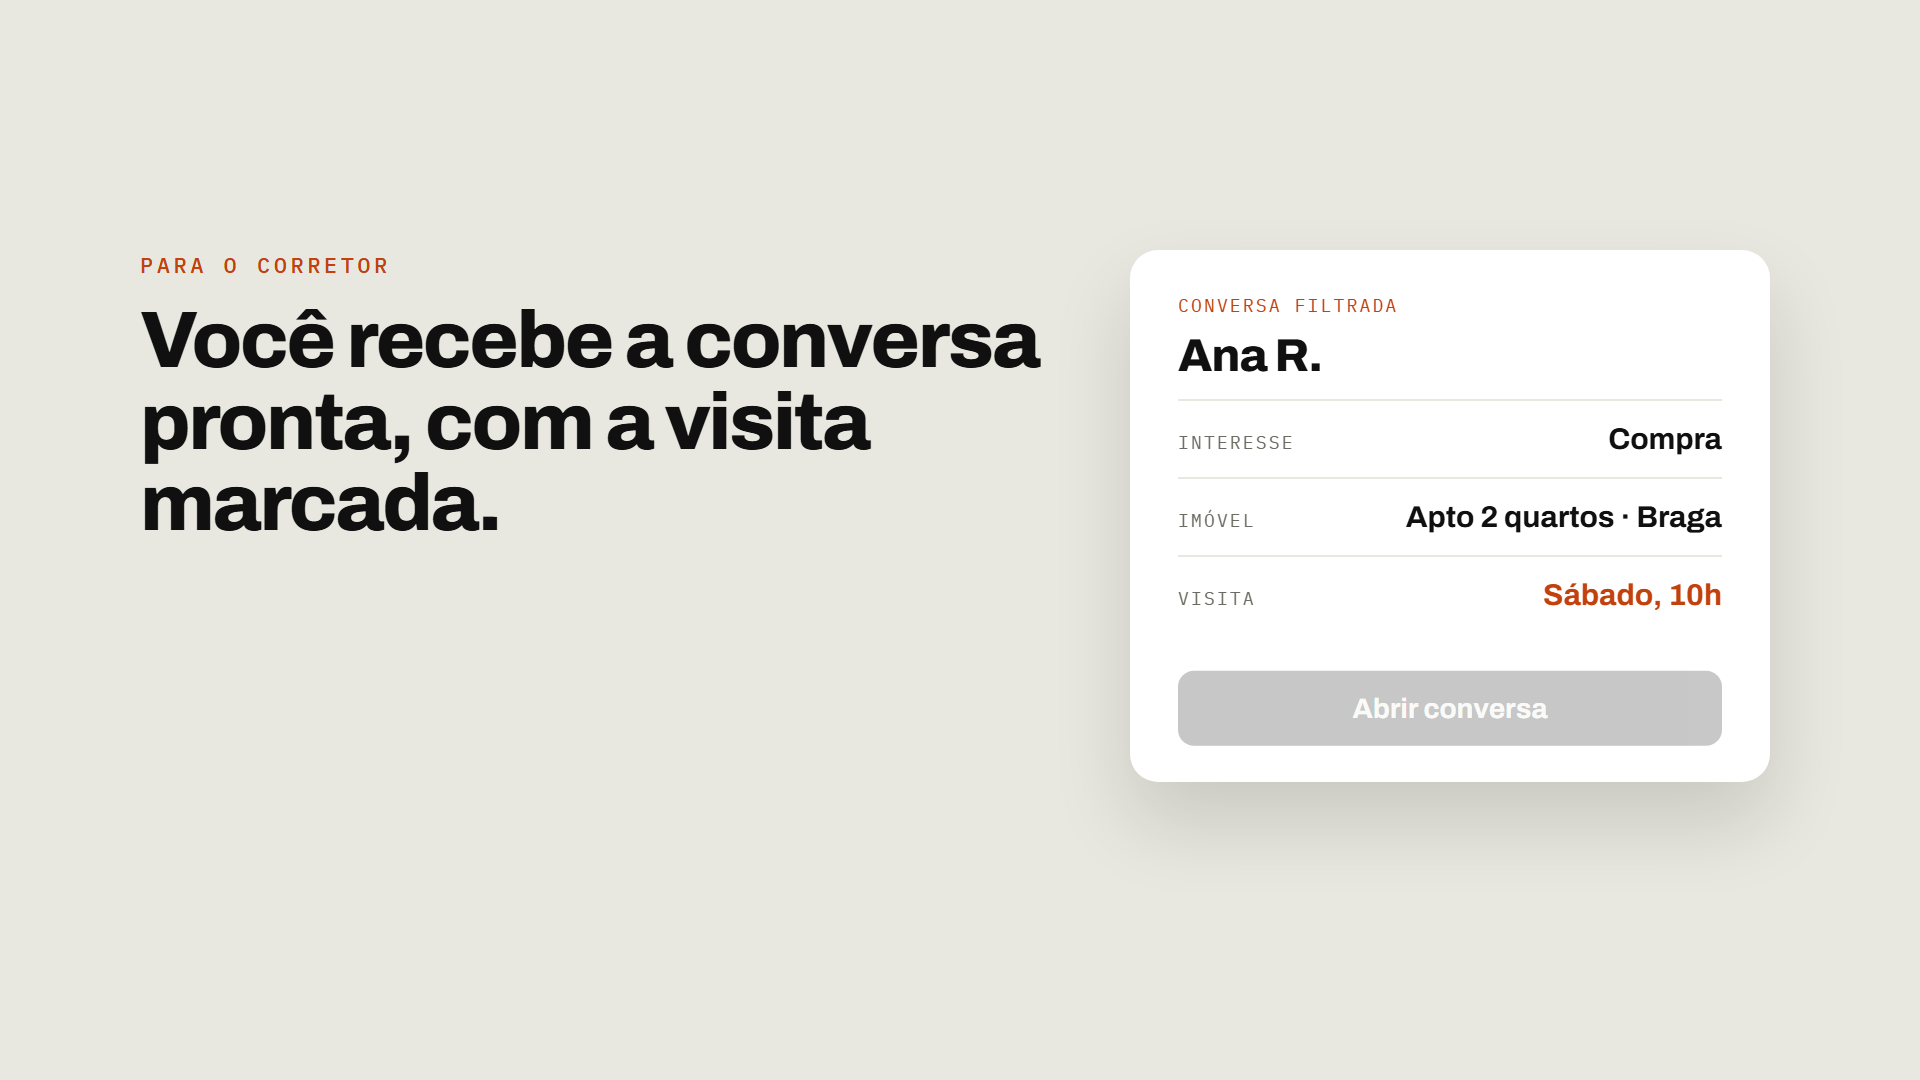 PARA O CORRETOR
Você recebe a conversa
pronta, com a visita
marcada.
CONVERSA FILTRADA
Ana R.
INTERESSE Compra
IMÓVEL Apto 2 quartos · Braga
VISITA Sábado, 10h
Abrir conversa